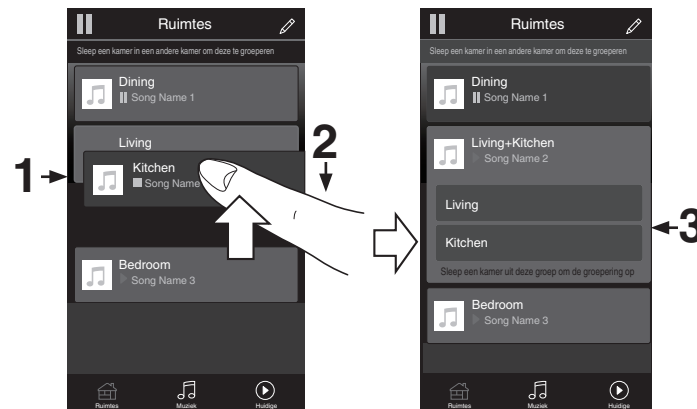 Ruimtes
Sleep een kamer in een andere kamer om deze te groeperen
Dining
Song Name 1
Living
Kitchen
Song Name
Bedroom
Song Name 3
Ruimtes
Muziek
Huidige
1
2
Ruimtes
Sleep een kamer in een andere kamer om deze te groeperen
Dining
Song Name 1
Living+Kitchen
Song Name 2
Living
Kitchen
Sleep een kamer uit deze groep om de groepering op
Bedroom
Song Name 3
Ruimtes
Muziek
Huidige
3